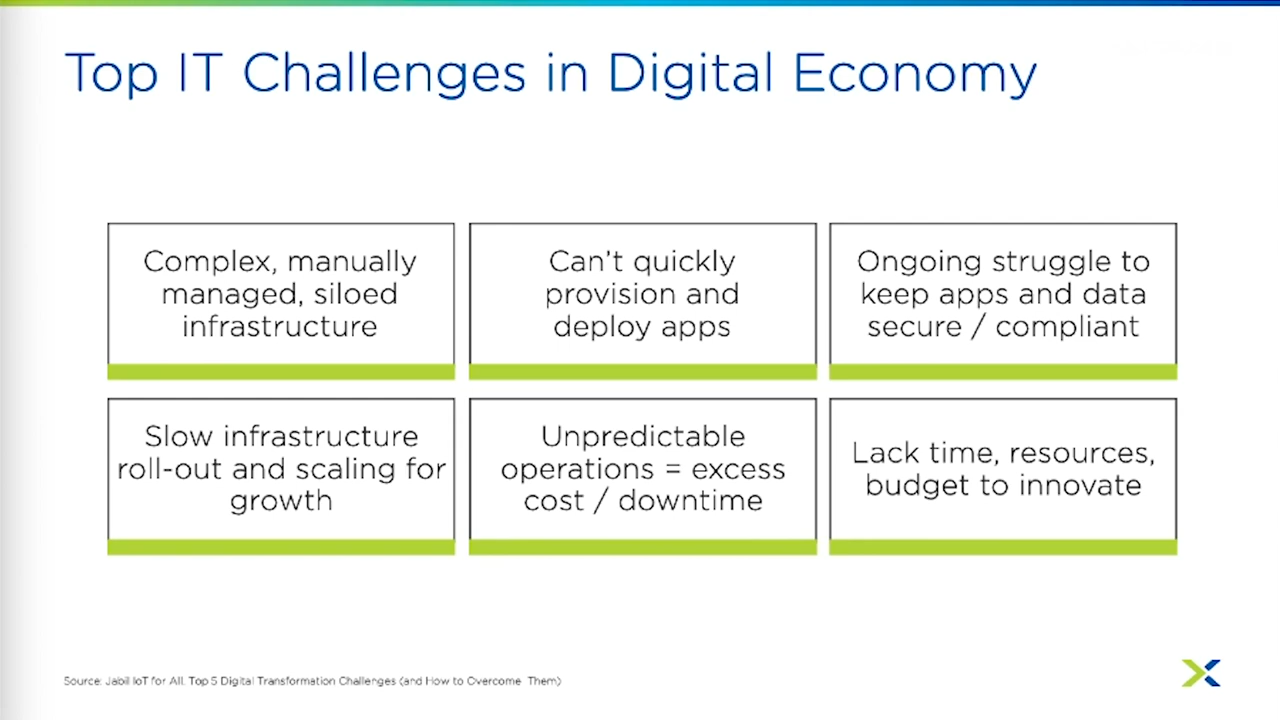 Top IT Challenges in Digital Economy
Complex, manually
managed, siloed
infrastructure
Can't quickly
provision and
deploy apps
Ongoing struggle to
keep apps and data
secure / compliant
Slow infrastructure
roll-out and scaling for
growth
Unpredictable
operations = excess
cost / downtime
Lack time, resources,
budget to innovate
Source: Jabil IoT for All. Top 5 Digital Transformation Challenges (and How to Overcome Them)